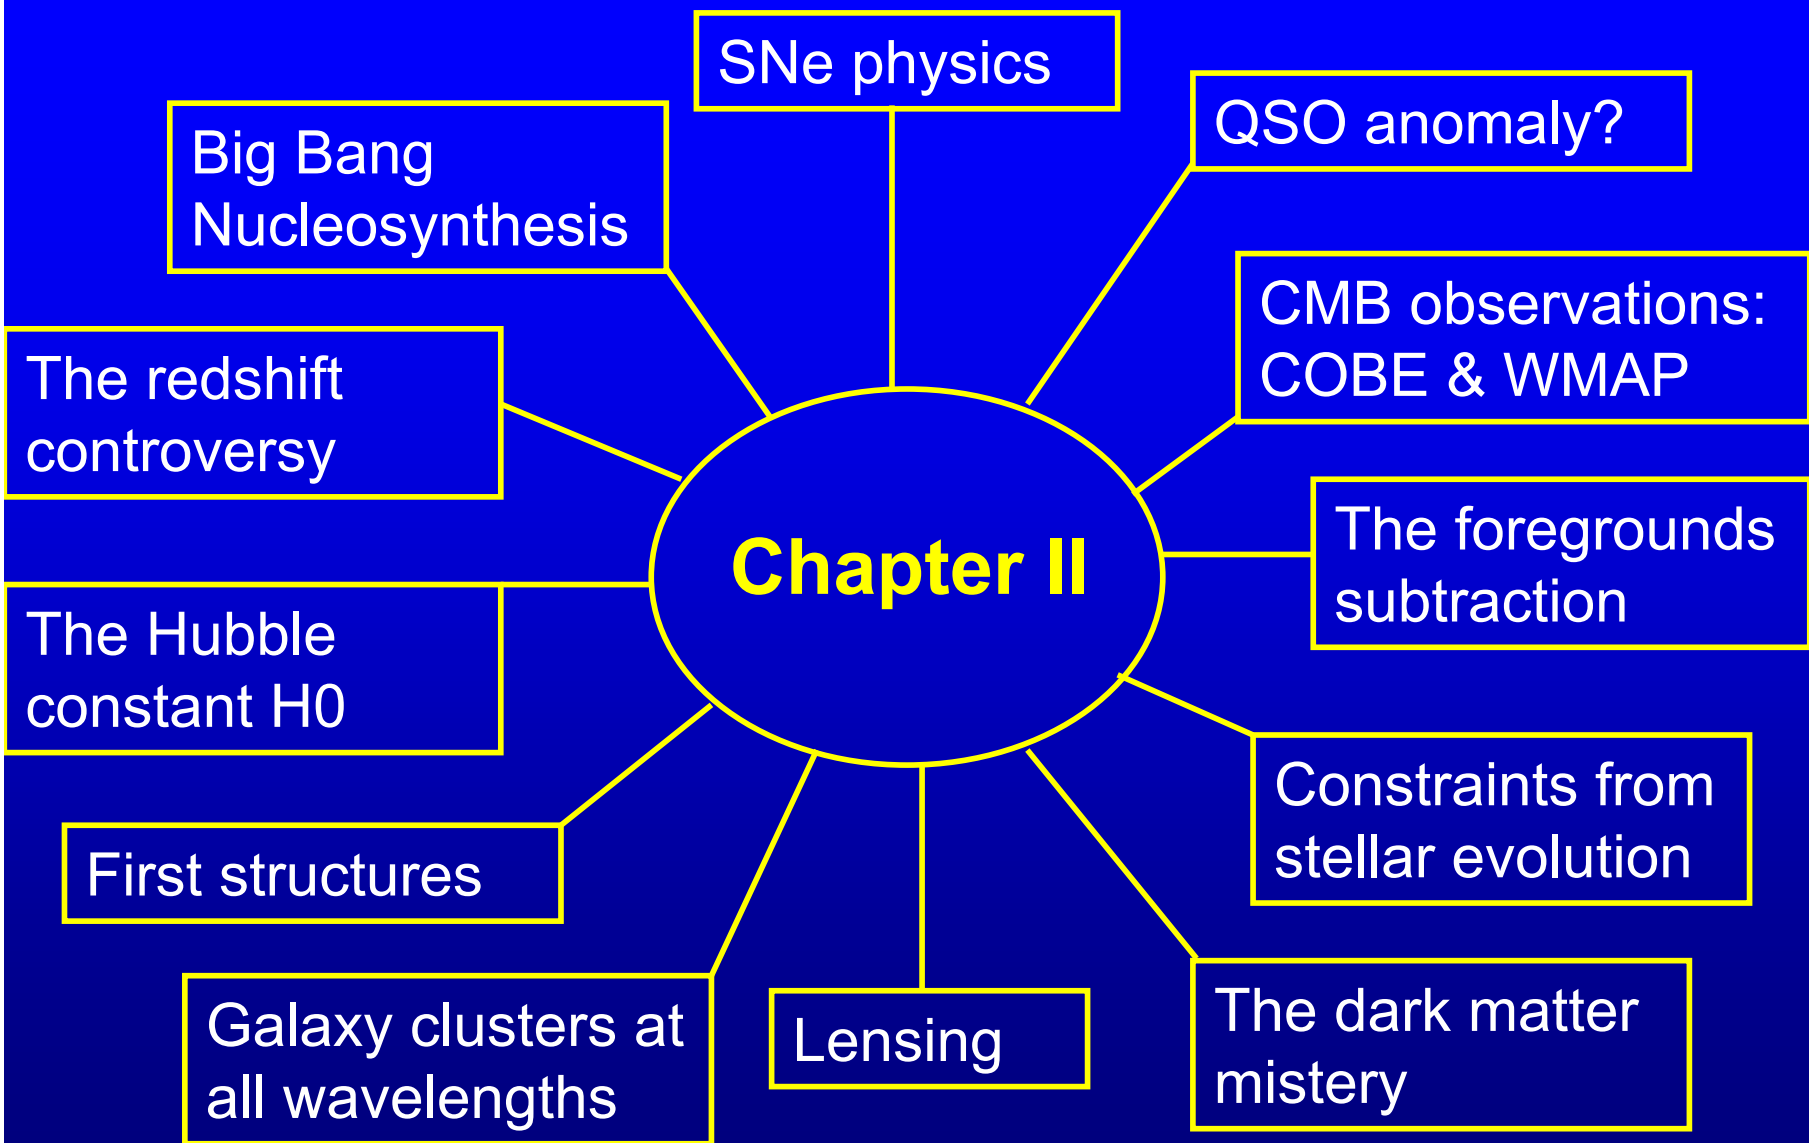 SNe physics
QSO anomaly?
Big Bang
Nucleosynthesis
CMB observations:
COBE & WMAP
The redshift
controversy
The foregrounds
subtraction
Chapter II
The Hubble
constant H0
Constraints from
stellar evolution
First structures
Galaxy clusters at
all wavelengths
Lensing
The dark matter
mistery